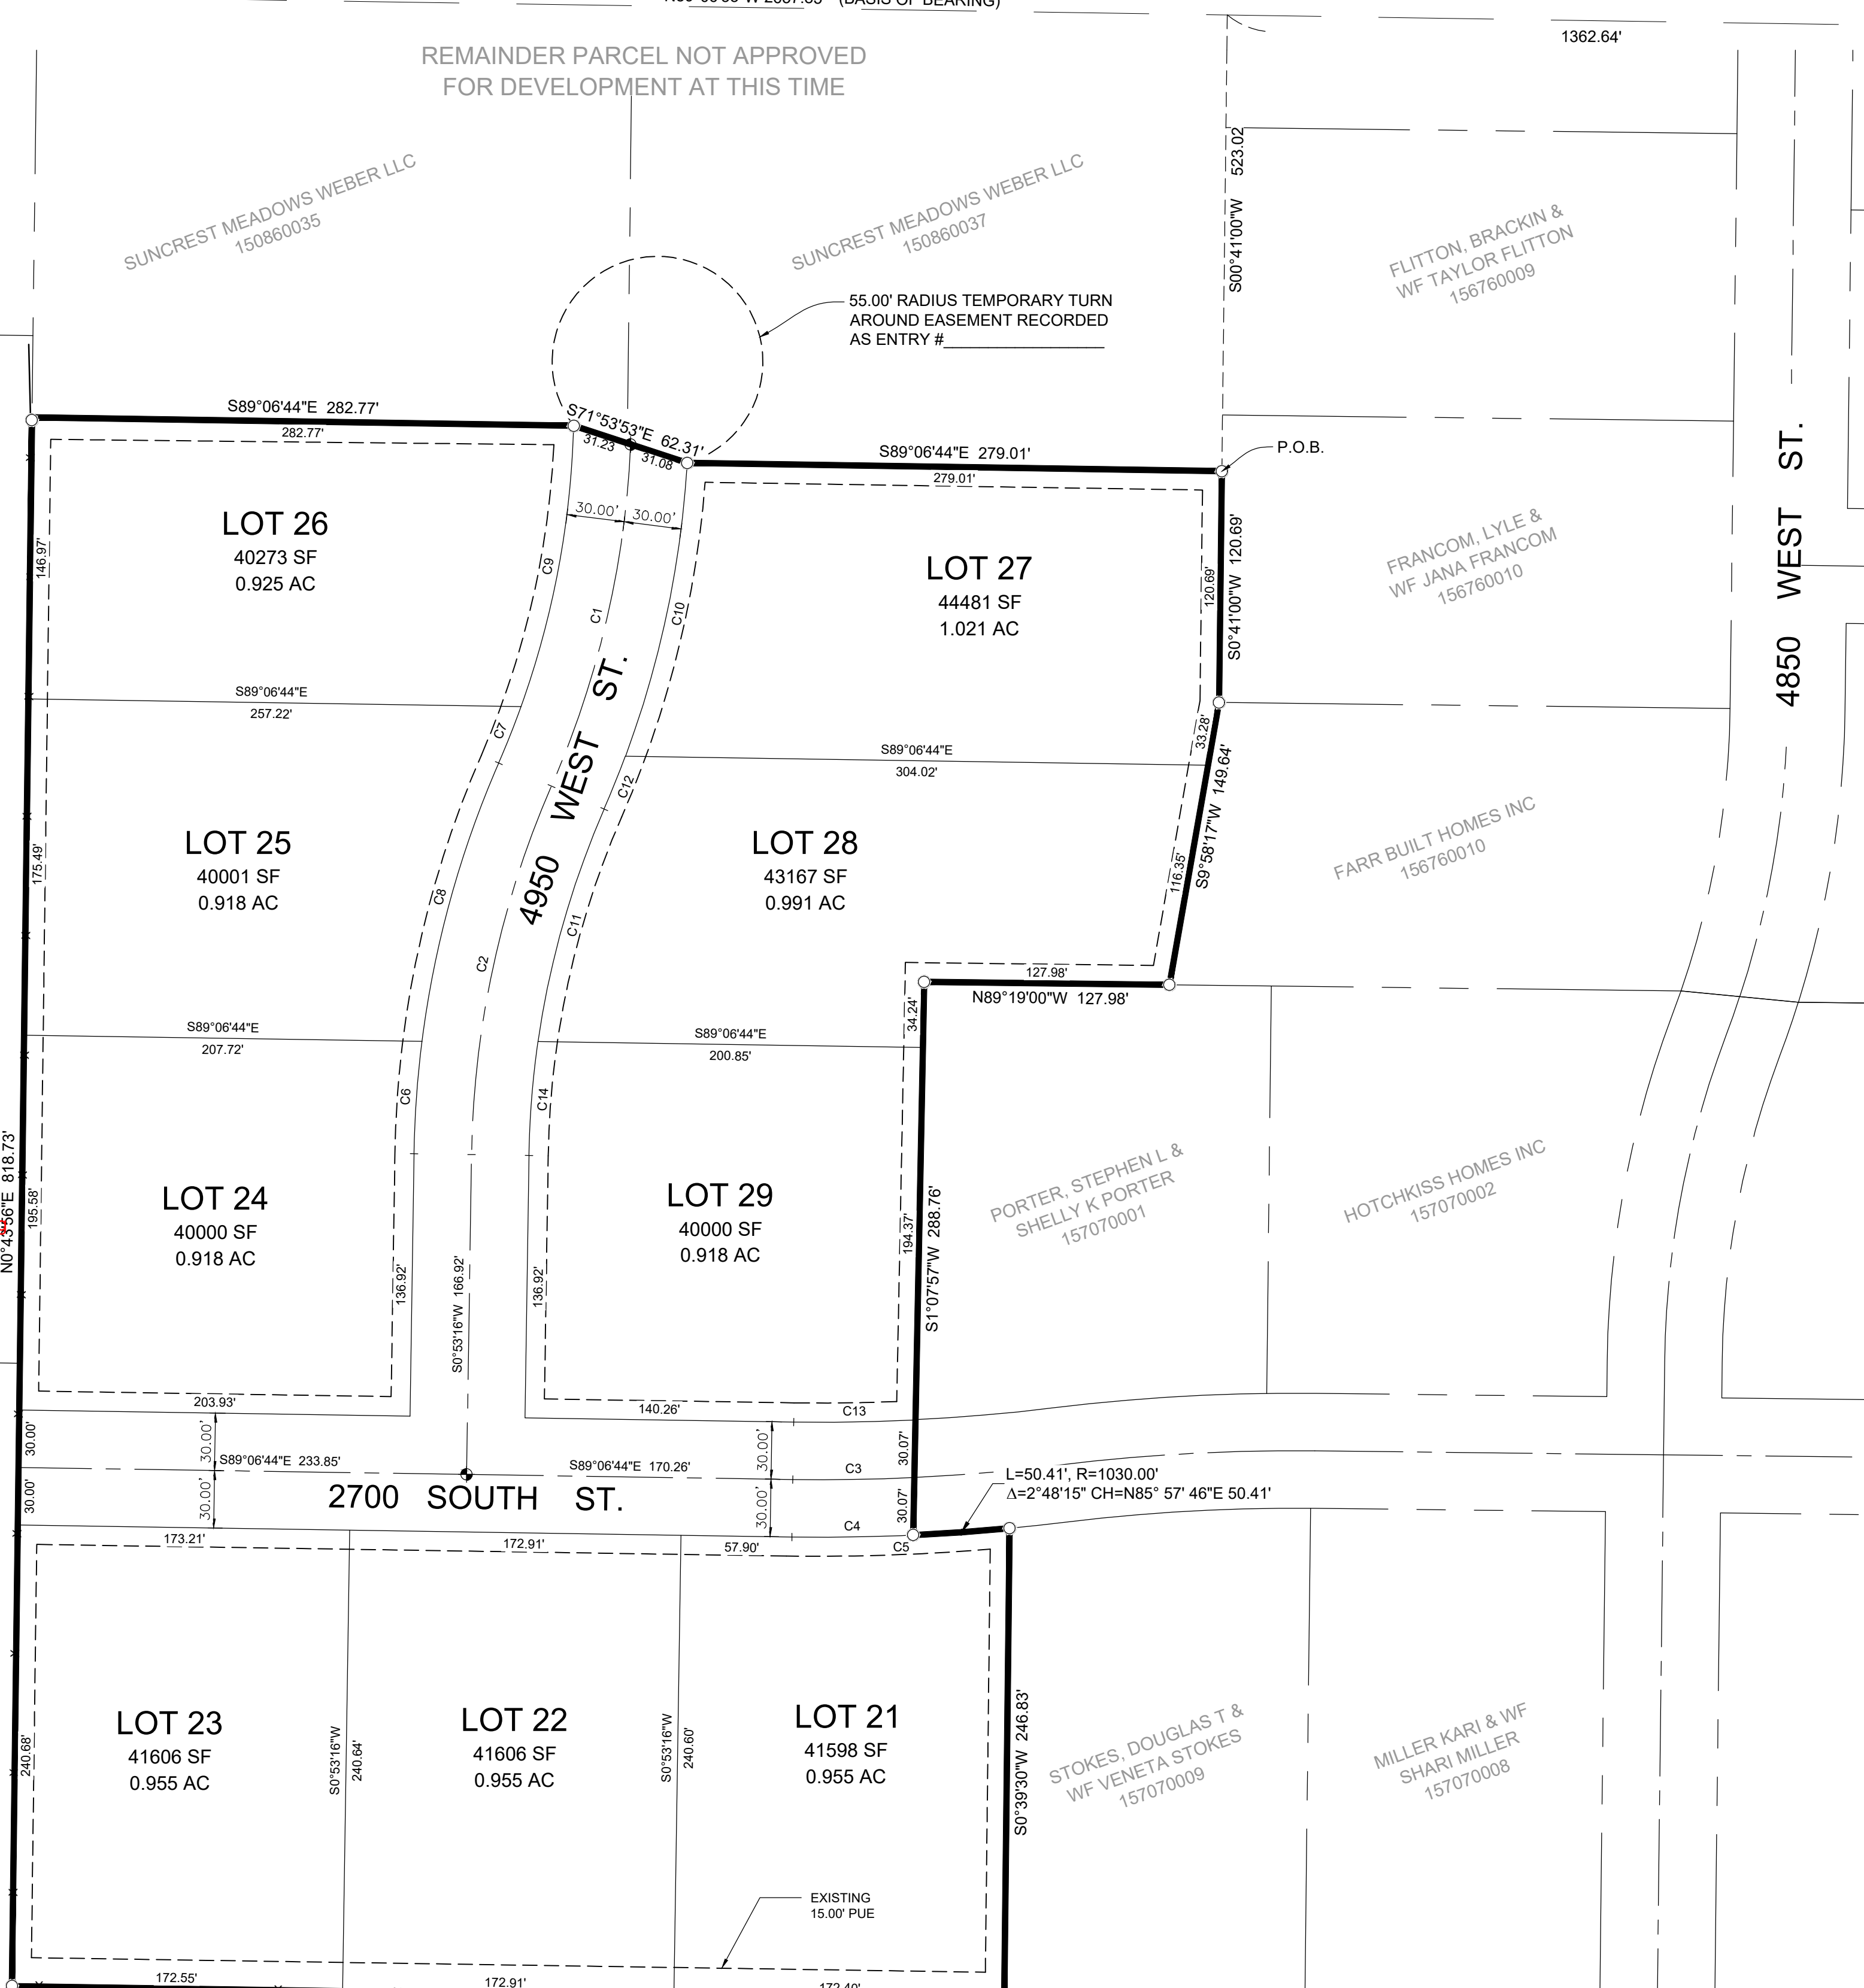 (BASIS OF BEARING)
1362.64'
REMAINDER PARCEL NOT APPROVED
FOR DEVELOPMENT AT THIS TIME
S00°41'00"W 523.02
SUNCREST MEADOWS WEBER LLC
150860035
SUNCREST MEADOWS WEBER LLC
150860037
FLITTON, BRACKIN &
WF TAYLOR FLITTON
156760009
55.00' RADIUS TEMPORARY TURN
AROUND EASEMENT RECORDED
AS ENTRY #
S89°06'44"E 282.77'
282.77'
S71°53'53"E 62.31'
31.23
31.08
S89°06'44"E 279.01'
279.01'
P.O.B.
4850 WEST ST.
LOT 26
40273 SF
0.925 AC
146.97'
30.00'
30.00'
C9
C1
C10
LOT 27
44481 SF
1.021 AC
120.69'
S0°41'00"W 120.69'
FRANCOM, LYLE &
WF JANA FRANCOM
156760010
S89°06'44"E
257.22'
C7
4950 WEST ST.
C12
S89°06'44"E
304.02'
33.28'
S9°58'17"W 149.64'
LOT 25
40001 SF
0.918 AC
175.49'
C8
C2
C11
LOT 28
43167 SF
0.991 AC
116.35'
FARR BUILT HOMES INC
156760010
127.98'
N89°19'00"W 127.98'
34.24'
S89°06'44"E
207.72'
S89°06'44"E
200.85'
C6
C14
N0°43'56"E 818.73'
LOT 24
40000 SF
0.918 AC
195.58'
136.92'
S0°53'16"W 166.92'
136.92'
LOT 29
40000 SF
0.918 AC
194.37'
S1°07'57"W 288.76'
PORTER, STEPHEN L &
SHELLY K PORTER
157070001
HOTCHKISS HOMES INC
157070002
203.93'
140.26'
C13
30.00'
30.00'
30.00'
30.07'
S89°06'44"E 233.85'
S89°06'44"E 170.26'
C3
30.00'
30.00'
30.00'
30.07'
2700 SOUTH ST.
L=50.41', R=1030.00'
Δ=2°48'15" CH=N85° 57' 46"E 50.41'
C4
173.21'
172.91'
57.90'
C5
LOT 23
41606 SF
0.955 AC
240.68'
S0°53'16"W
240.64'
LOT 22
41606 SF
0.955 AC
S0°53'16"W
240.60'
LOT 21
41598 SF
0.955 AC
S0°39'30"W 246.83'
STOKES, DOUGLAS T &
WF VENETA STOKES
157070009
MILLER KARI & WF
SHARI MILLER
157070008
EXISTING
15.00' PUE
172.55'
172.91'
172.40'